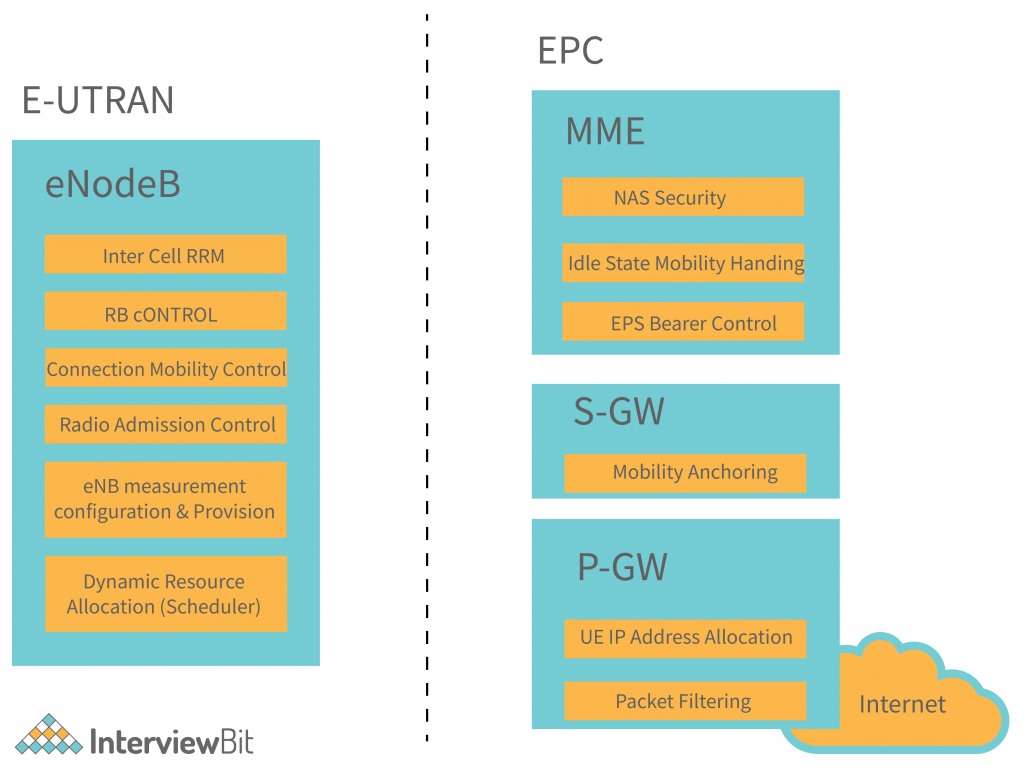 E-UTRAN
eNodeB
Inter Cell RRM
RB cONTROL
Connection Mobility Control
Radio Admission Control
eNB measurement
configuration & Provision
Dynamic Resource
Allocation (Scheduler)
EPC
MME
NAS Security
Idle State Mobility Handing
EPS Bearer Control
S-GW
Mobility Anchoring
P-GW
UE IP Address Allocation
Packet Filtering
Internet
InterviewBit